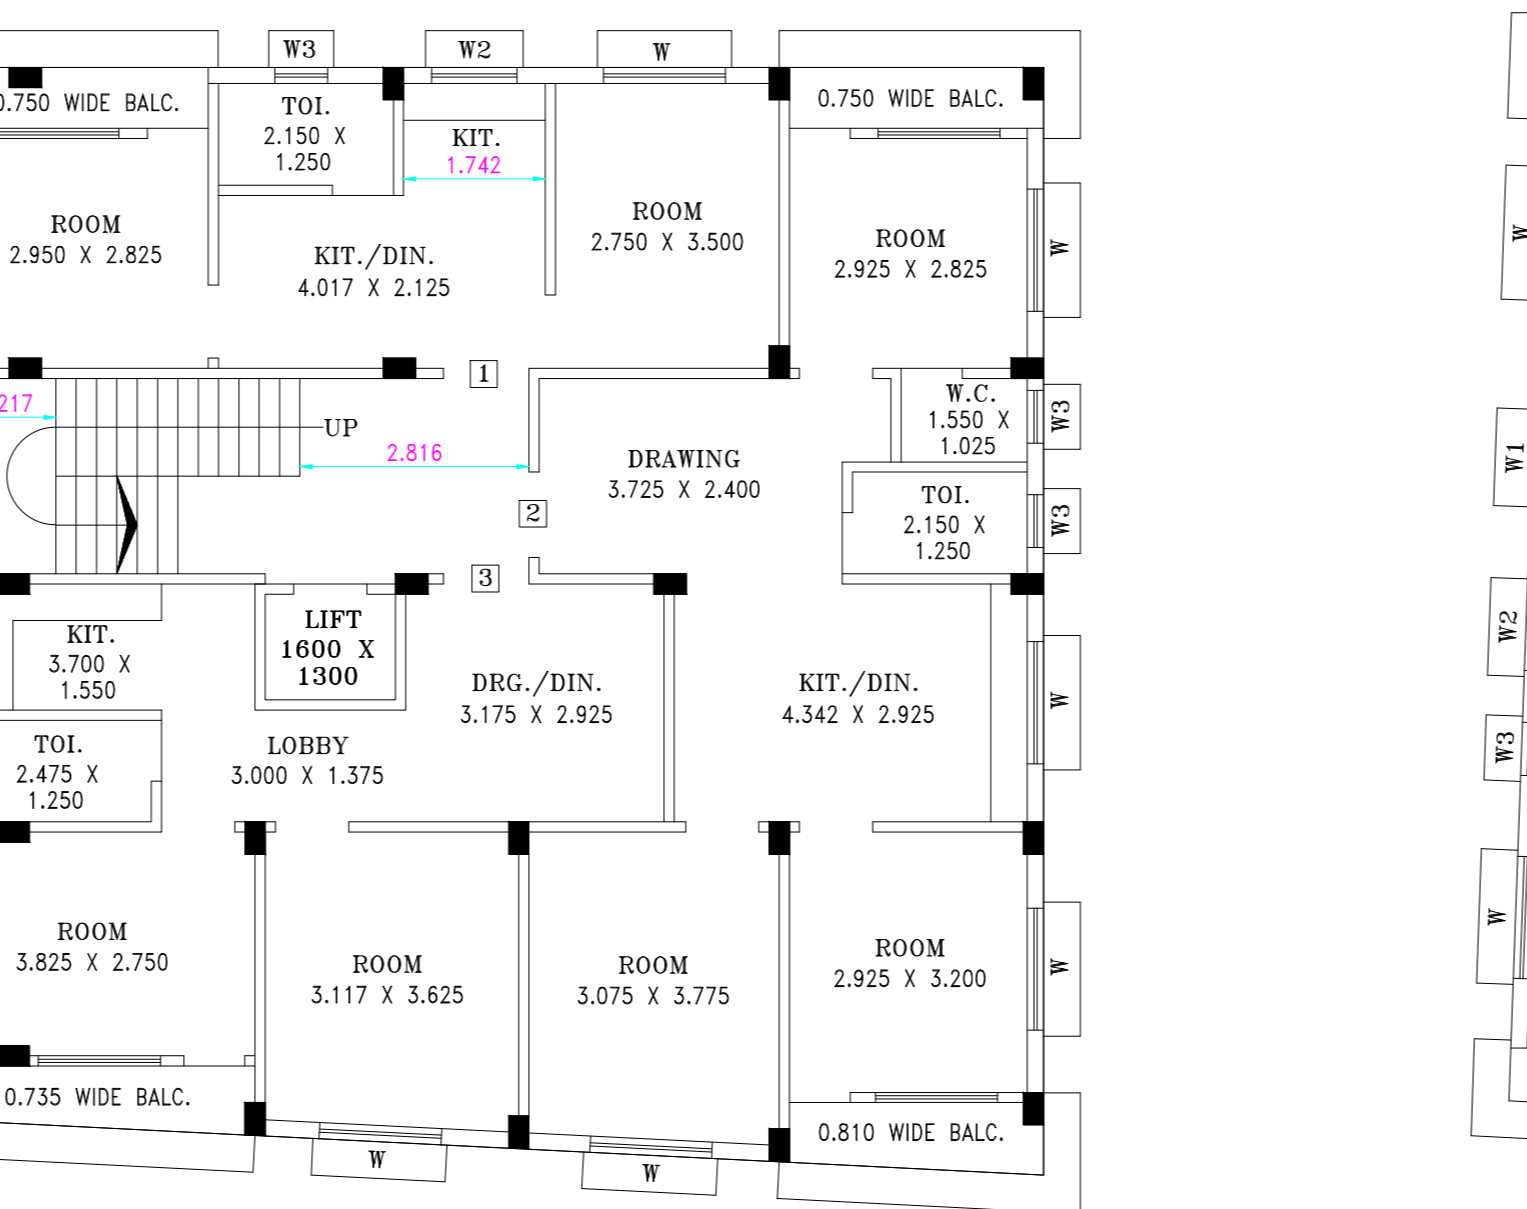 W3
W2
W
0.750 WIDE BALC.
TOI.
2.150 X
1.250
KIT.
1.742
0.750 WIDE BALC.
ROOM
2.950 X 2.825
KIT./DIN.
4.017 X 2.125
ROOM
2.750 X 3.500
ROOM
2.925 X 2.825
W
W
1
217
UP
2.816
DRAWING
3.725 X 2.400
W.C.
1.550 X
1.025
W3
W1
2
TOI.
2.150 X
1.250
W3
3
KIT.
3.700 X
1.550
LIFT
1600 X
1300
DRG./DIN.
3.175 X 2.925
KIT./DIN.
4.342 X 2.925
W
W2
TOI.
2.475 X
1.250
LOBBY
3.000 X 1.375
W3
ROOM
3.825 X 2.750
ROOM
3.117 X 3.625
ROOM
3.075 X 3.775
ROOM
2.925 X 3.200
W
W
0.735 WIDE BALC.
W
W
0.810 WIDE BALC.